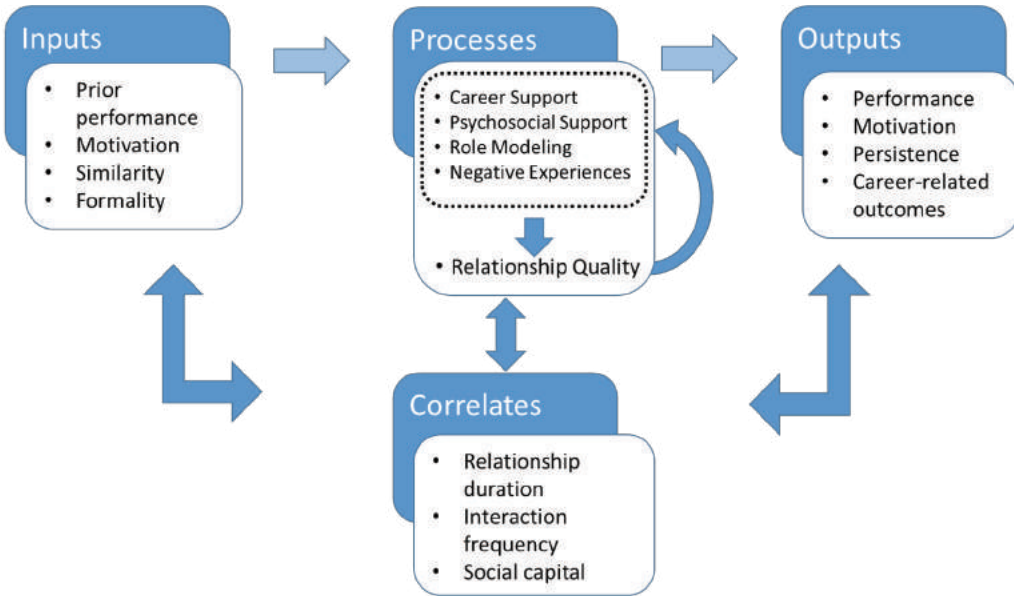 Inputs
• Prior
performance
• Motivation
• Similarity
• Formality
Processes
• Career Support
• Psychosocial Support
• Role Modeling
• Negative Experiences
• Relationship Quality
Outputs
• Performance
• Motivation
• Persistence
• Career-related
outcomes
Correlates
• Relationship
duration
• Interaction
frequency
• Social capital